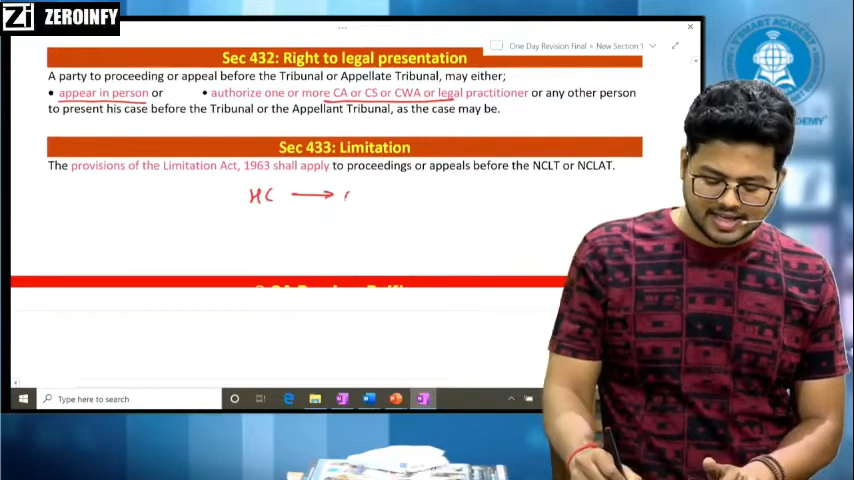 Zi ZEROINFY
One Day Revision Final > New Section 1
Sec 432: Right to legal presentation
A party to proceeding or appeal before the Tribunal or Appellate Tribunal, may either;
• appear in person or • authorize one or more CA or CS or CWA or legal practitioner or any other person
to present his case before the Tribunal or the Appellant Tribunal, as the case may be.
Sec 433: Limitation
The provisions of the Limitation Act, 1963 shall apply to proceedings or appeals before the NCLT or NCLAT.
HC →
Type here to search
SMART ACADEMY